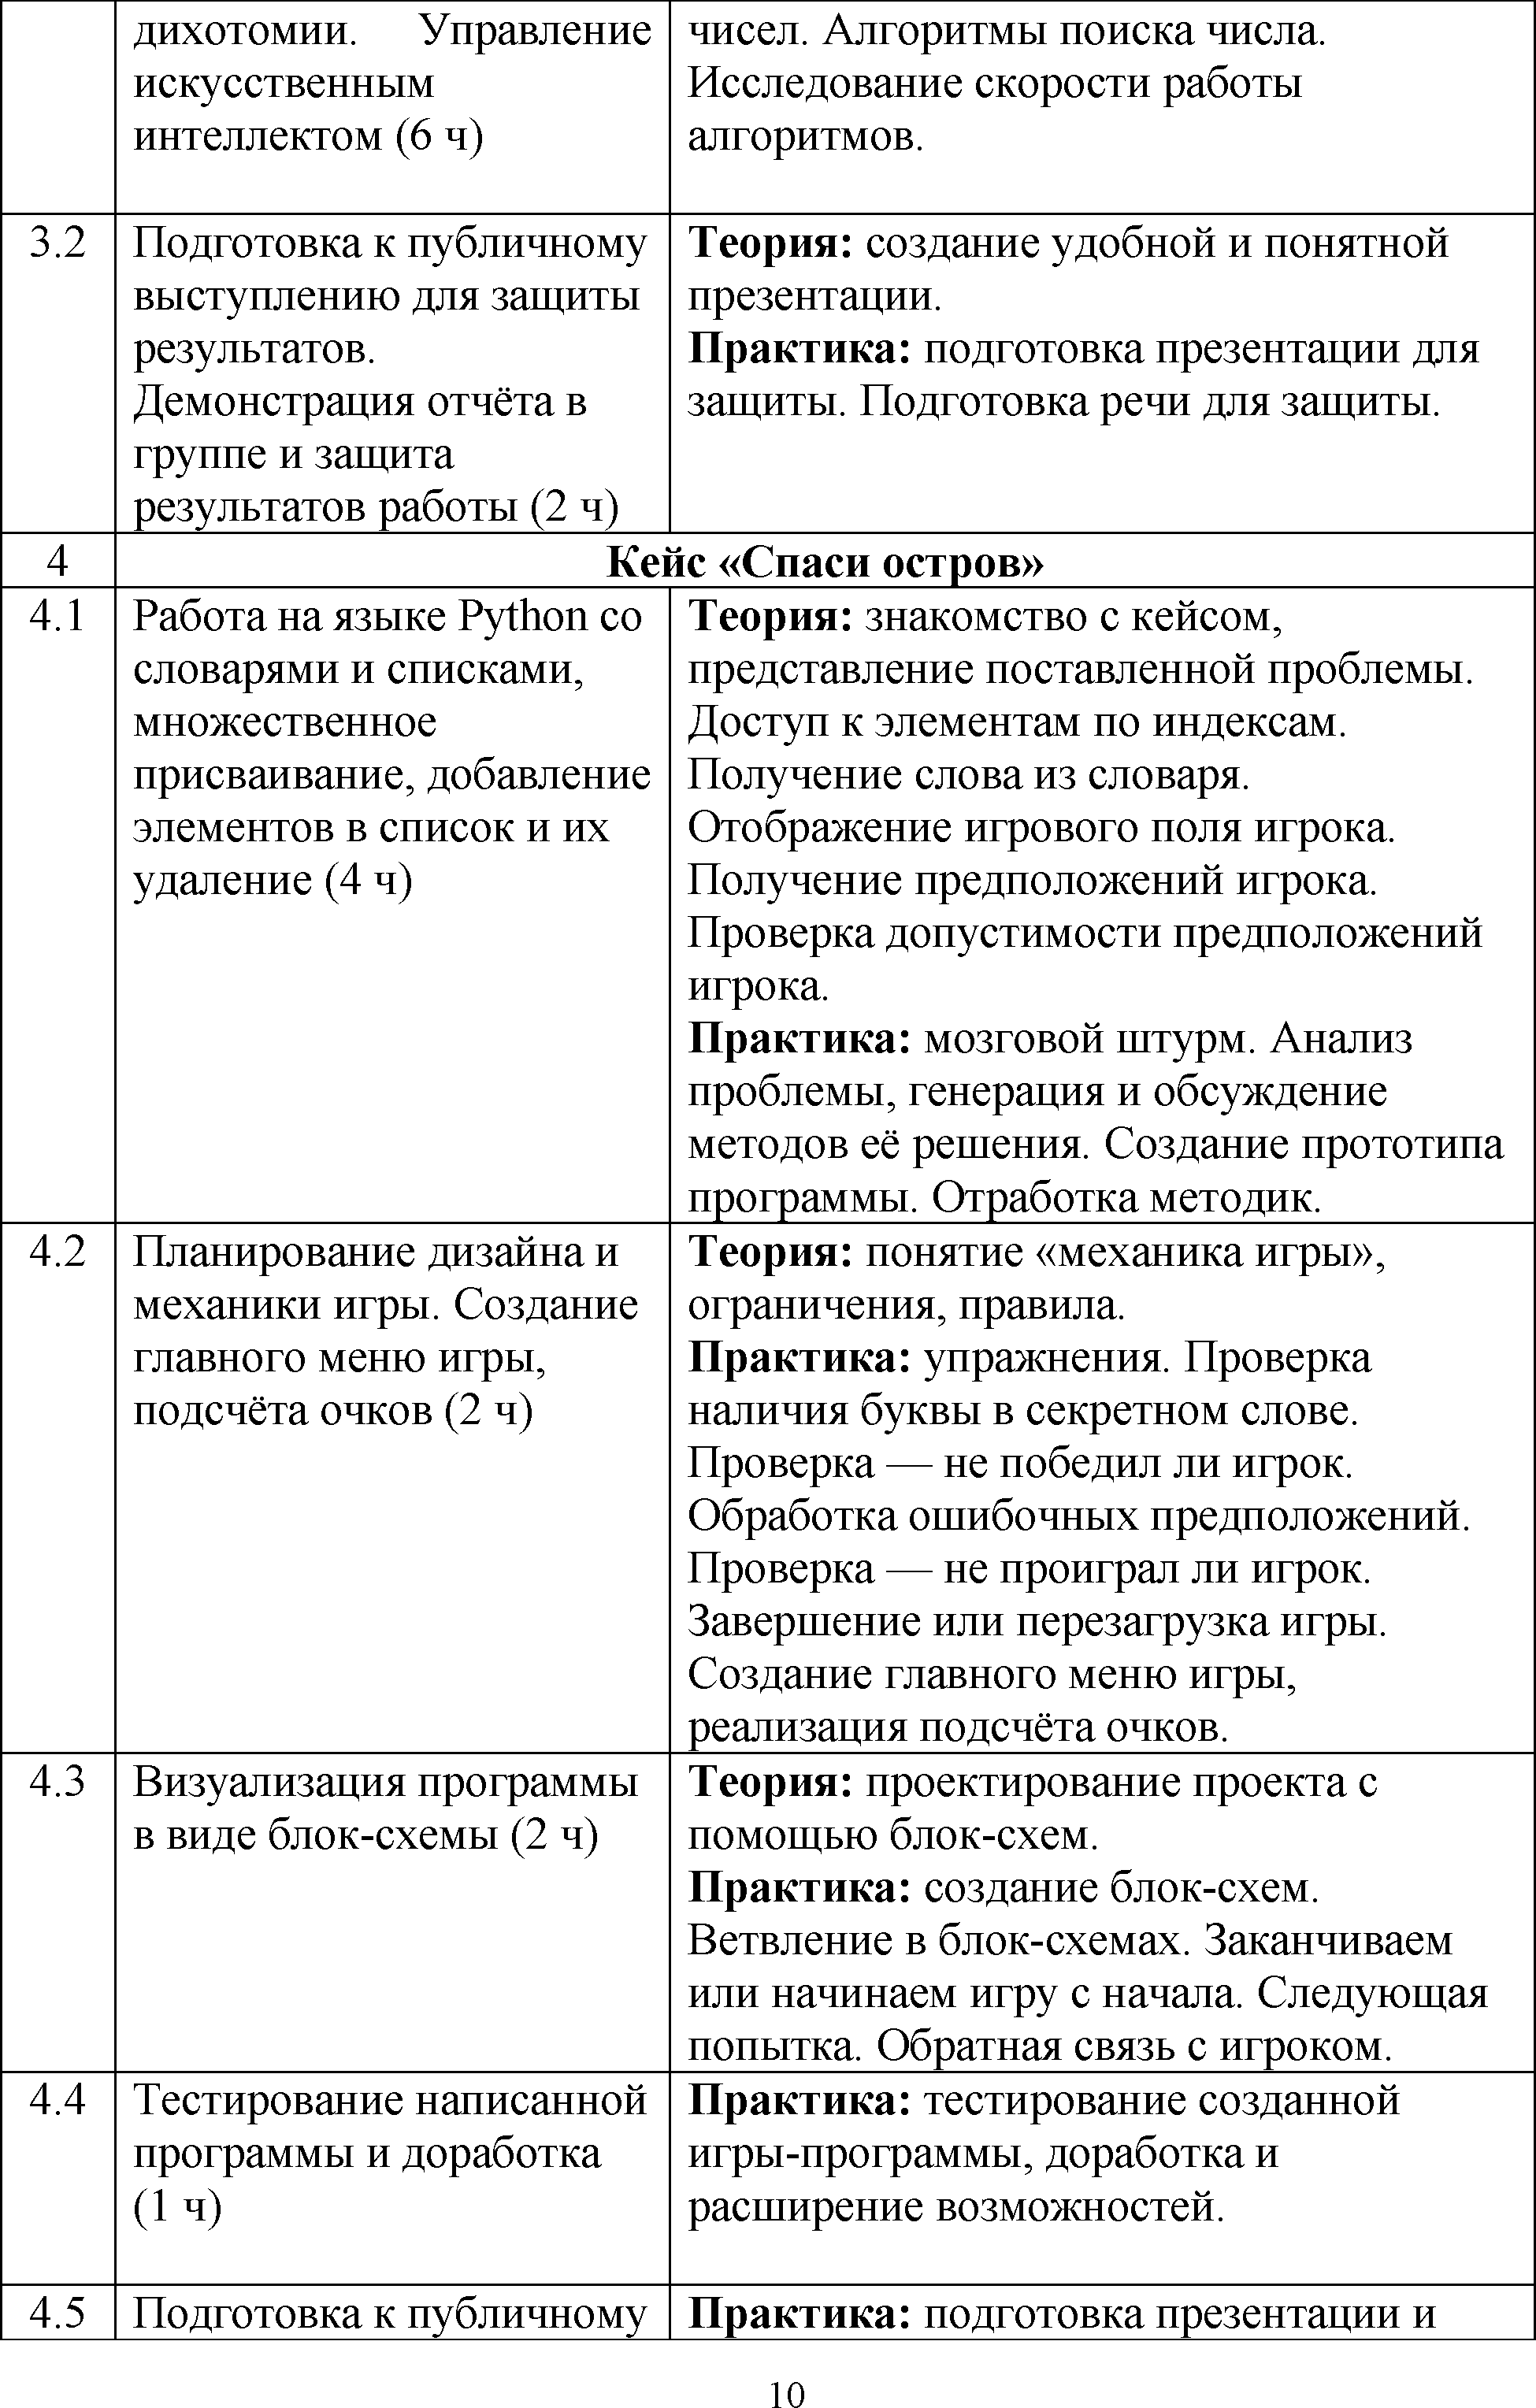 дихотомии. Управление
искусственным
интеллектом (6 ч)
чисел. Алгоритмы поиска числа.
Исследование скорости работы
алгоритмов.
3.2
Подготовка к публичному
выступлению для защиты
результатов.
Демонстрация отчёта в
группе и защита
результатов работы (2 ч)
Теория: создание удобной и понятной
презентации.
Практика: подготовка презентации для
защиты. Подготовка речи для защиты.
4
Кейс «Спаси остров»
4.1
Работа на языке Python со
словарями и списками,
множественное
присваивание, добавление
элементов в список и их
удаление (4 ч)
Теория: знакомство с кейсом,
представление поставленной проблемы.
Доступ к элементам по индексам.
Получение слова из словаря.
Отображение игрового поля игрока.
Получение предположений игрока.
Проверка допустимости предположений
игрока.
Практика: мозговой штурм. Анализ
проблемы, генерация и обсуждение
методов её решения. Создание прототипа
программы. Отработка методик.
4.2
Планирование дизайна и
механики игры. Создание
главного меню игры,
подсчёта очков (2 ч)
Теория: понятие «механика игры»,
ограничения, правила.
Практика: упражнения. Проверка
наличия буквы в секретном слове.
Проверка — не победил ли игрок.
Обработка ошибочных предположений.
Проверка — не проиграл ли игрок.
Завершение или перезагрузка игры.
Создание главного меню игры,
реализация подсчёта очков.
4.3
Визуализация программы
в виде блок-схемы (2 ч)
Теория: проектирование проекта с
помощью блок-схем.
Практика: создание блок-схем.
Ветвление в блок-схемах. Заканчиваем
или начинаем игру с начала. Следующая
попытка. Обратная связь с игроком.
4.4
Тестирование написанной
программы и доработка
(1 ч)
Практика: тестирование созданной
игры-программы, доработка и
расширение возможностей.
4.5
Подготовка к публичному
Практика: подготовка презентации и
10